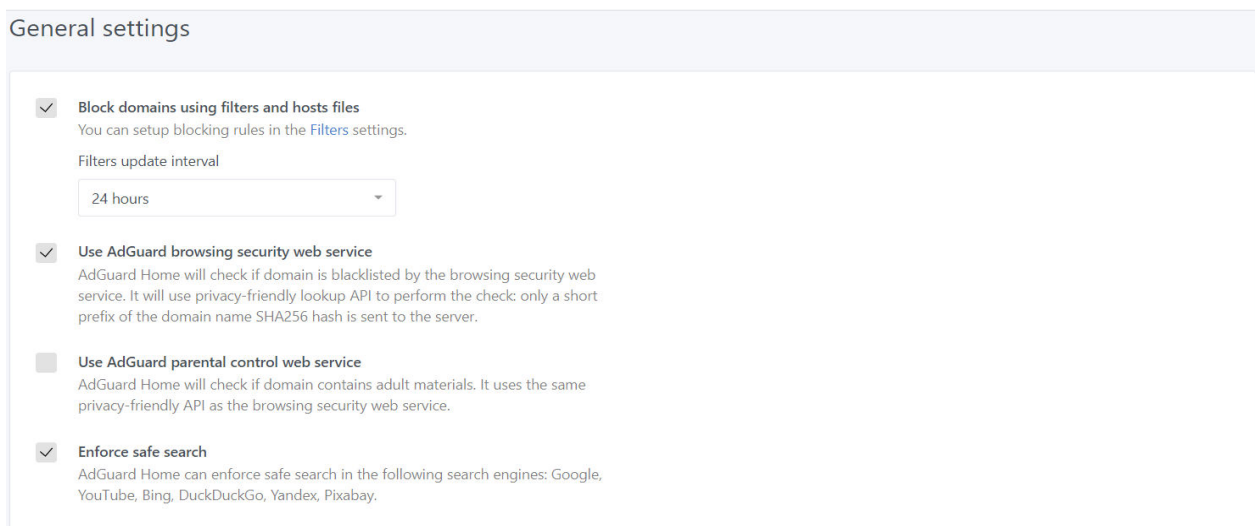 General settings
Block domains using filters and hosts files
You can setup blocking rules in the Filters settings.
Filters update interval
24 hours
Use AdGuard browsing security web service
AdGuard Home will check if domain is blacklisted by the browsing security web
service. It will use privacy-friendly lookup API to perform the check: only a short
prefix of the domain name SHA256 hash is sent to the server.
Use AdGuard parental control web service
AdGuard Home will check if domain contains adult materials. It uses the same
privacy-friendly API as the browsing security web service.
Enforce safe search
AdGuard Home can enforce safe search in the following search engines: Google,
YouTube, Bing, DuckDuckGo, Yandex, Pixabay.